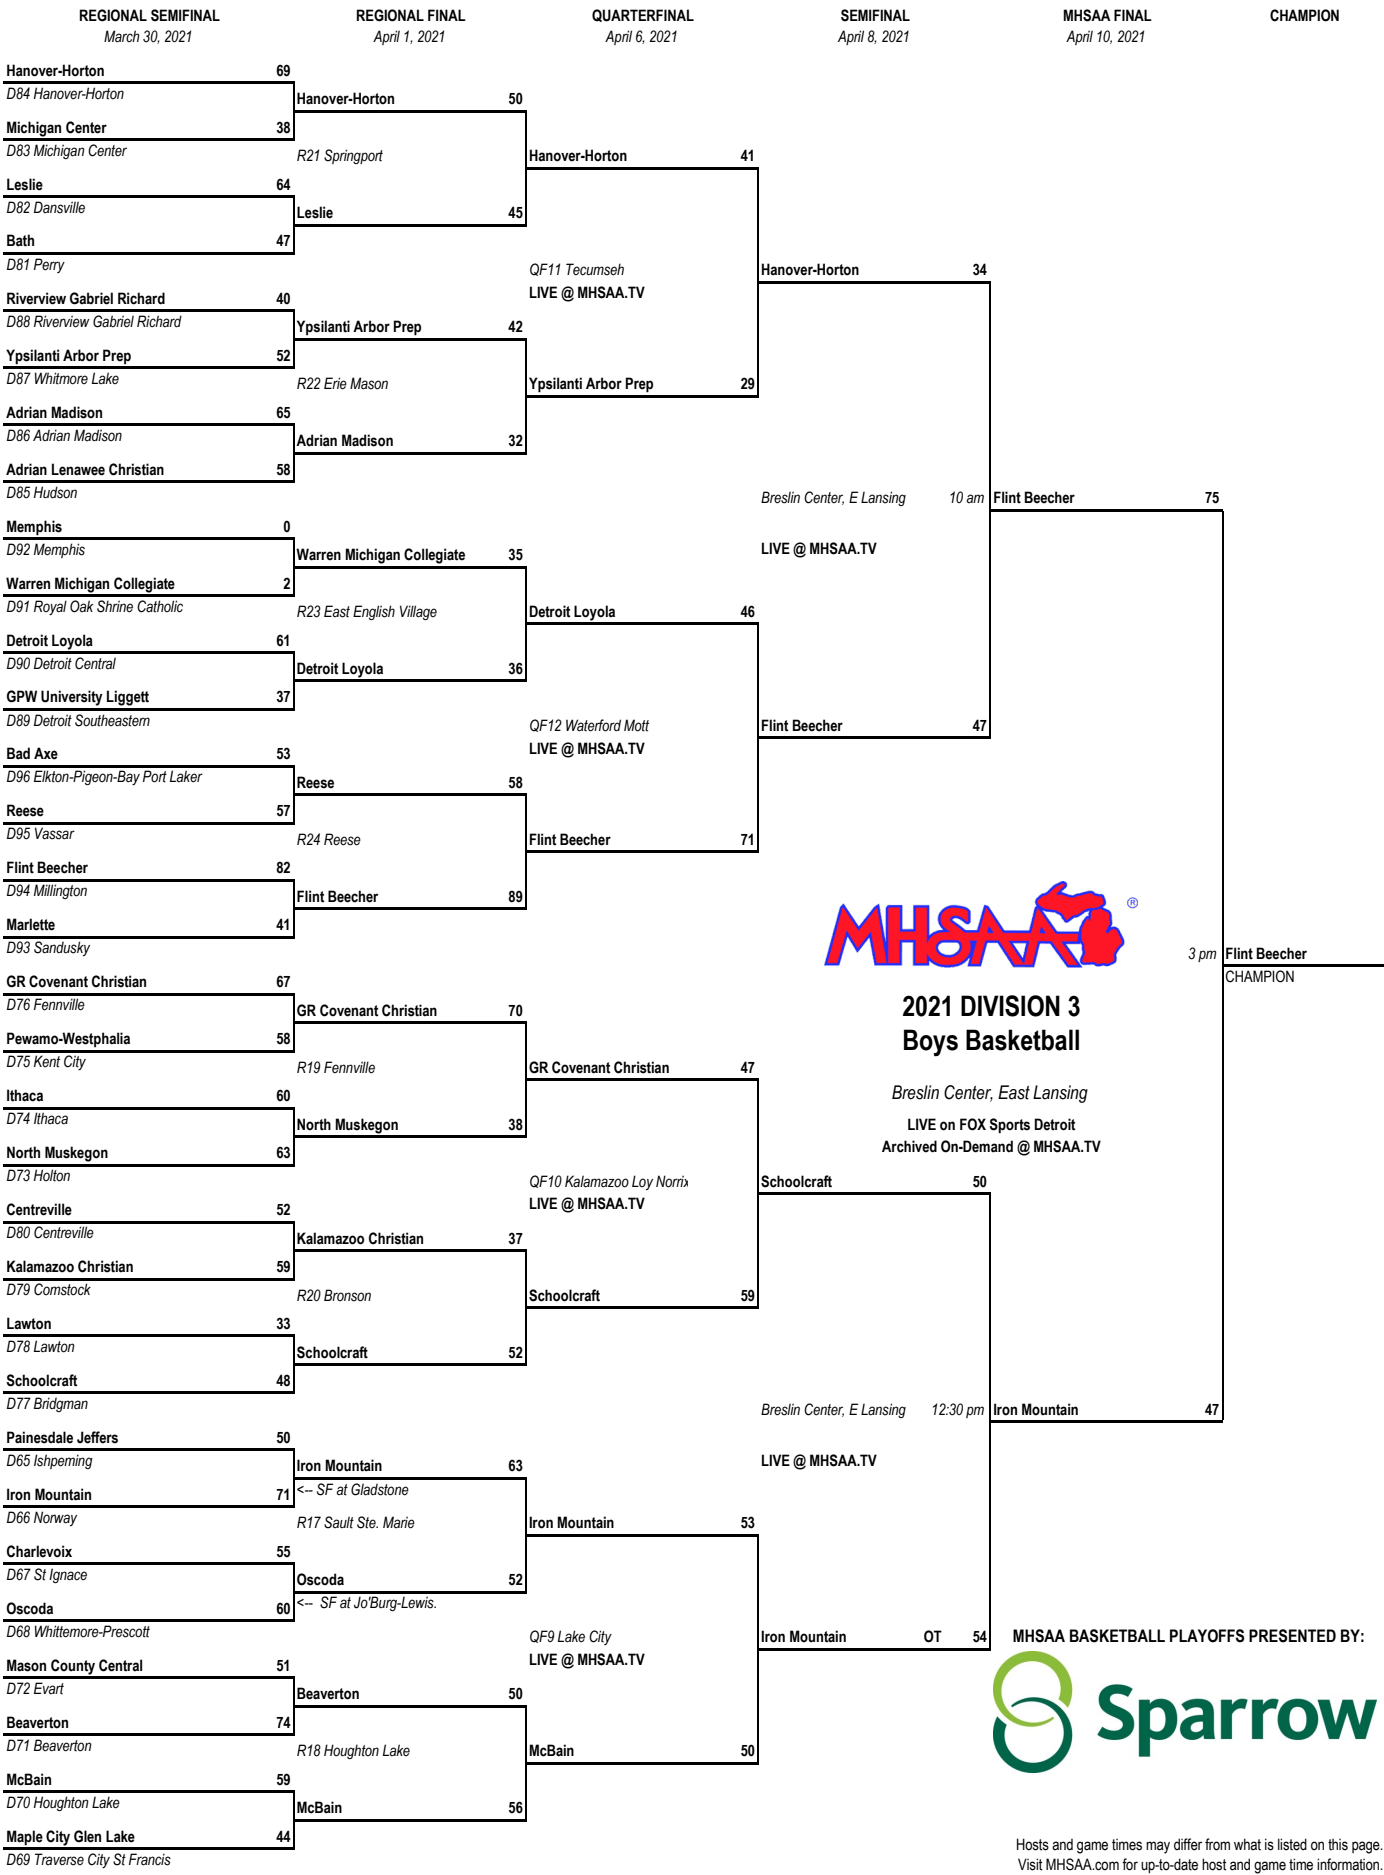 REGIONAL SEMIFINAL REGIONAL FINAL QUARTERFINAL SEMIFINAL MHSAA FINAL CHAMPION
March 30, 2021 April 1, 2021 April 6, 2021 April 8, 2021 April 10, 2021
Hanover-Horton 69
D84 Hanover-Horton
Michigan Center 38
D83 Michigan Center
Leslie 64
D82 Dansville
Bath 47
D81 Perry
Riverview Gabriel Richard 40
D88 Riverview Gabriel Richard
Ypsilanti Arbor Prep 52
D87 Whitmore Lake
Adrian Madison 65
D86 Adrian Madison
Adrian Lenawee Christian 58
D85 Hudson
Memphis 0
D92 Memphis
Warren Michigan Collegiate 2
D91 Royal Oak Shrine Catholic
Detroit Loyola 61
D90 Detroit Central
GPW University Liggett 37
D89 Detroit Southeastern
Bad Axe 53
D96 Elkton-Pigeon-Bay Port Laker
Reese 57
D95 Vassar
Flint Beecher 82
D94 Millington
Marlette 41
D93 Sandusky
GR Covenant Christian 67
D76 Fennville
Pewamo-Westphalia 58
D75 Kent City
Ithaca 60
D74 Ithaca
North Muskegon 63
D73 Holton
Centreville 52
D80 Centreville
Kalamazoo Christian 59
D79 Comstock
Lawton 33
D78 Lawton
Schoolcraft 48
D77 Bridgman
Painesdale Jeffers 50
D65 Ishpeming
Iron Mountain 71
D66 Norway
Charlevoix 55
D67 St Ignace
Oscoda 60
D68 Whittemore-Prescott
Mason County Central 51
D72 Evart
Beaverton 74
D71 Beaverton
McBain 59
D70 Houghton Lake
Maple City Glen Lake 44
D69 Traverse City St Francis
Hanover-Horton 50
R21 Springport
Leslie 45
Ypsilanti Arbor Prep 42
R22 Erie Mason
Adrian Madison 32
Warren Michigan Collegiate 35
R23 East English Village
Detroit Loyola 36
Reese 58
R24 Reese
Flint Beecher 89
GR Covenant Christian 70
R19 Fennville
North Muskegon 38
Kalamazoo Christian 37
R20 Bronson
Schoolcraft 52
Iron Mountain 63
<-- SF at Gladstone
R17 Sault Ste. Marie
Oscoda 52
<-- SF at Jo'Burg-Lewis.
Beaverton 50
R18 Houghton Lake
McBain 56
Hanover-Horton 41
QF11 Tecumseh
LIVE @ MHSAA.TV
Ypsilanti Arbor Prep 29
Detroit Loyola 46
QF12 Waterford Mott
LIVE @ MHSAA.TV
Flint Beecher 71
GR Covenant Christian 47
QF10 Kalamazoo Loy Norrix
LIVE @ MHSAA.TV
Schoolcraft 59
Iron Mountain 53
QF9 Lake City
LIVE @ MHSAA.TV
McBain 50
Hanover-Horton 34
Breslin Center, E Lansing 10 am
LIVE @ MHSAA.TV
Flint Beecher 47
Schoolcraft 50
Breslin Center, E Lansing 12:30 pm
LIVE @ MHSAA.TV
Iron Mountain OT 54
Flint Beecher 75
3 pm
Iron Mountain 47
Flint Beecher
CHAMPION
MHSAA ®
2021 DIVISION 3
Boys Basketball
Breslin Center, East Lansing
LIVE on FOX Sports Detroit
Archived On-Demand @ MHSAA.TV
MHSAA BASKETBALL PLAYOFFS PRESENTED BY:
Sparrow
Hosts and game times may differ from what is listed on this page.
Visit MHSAA.com for up-to-date host and game time information.